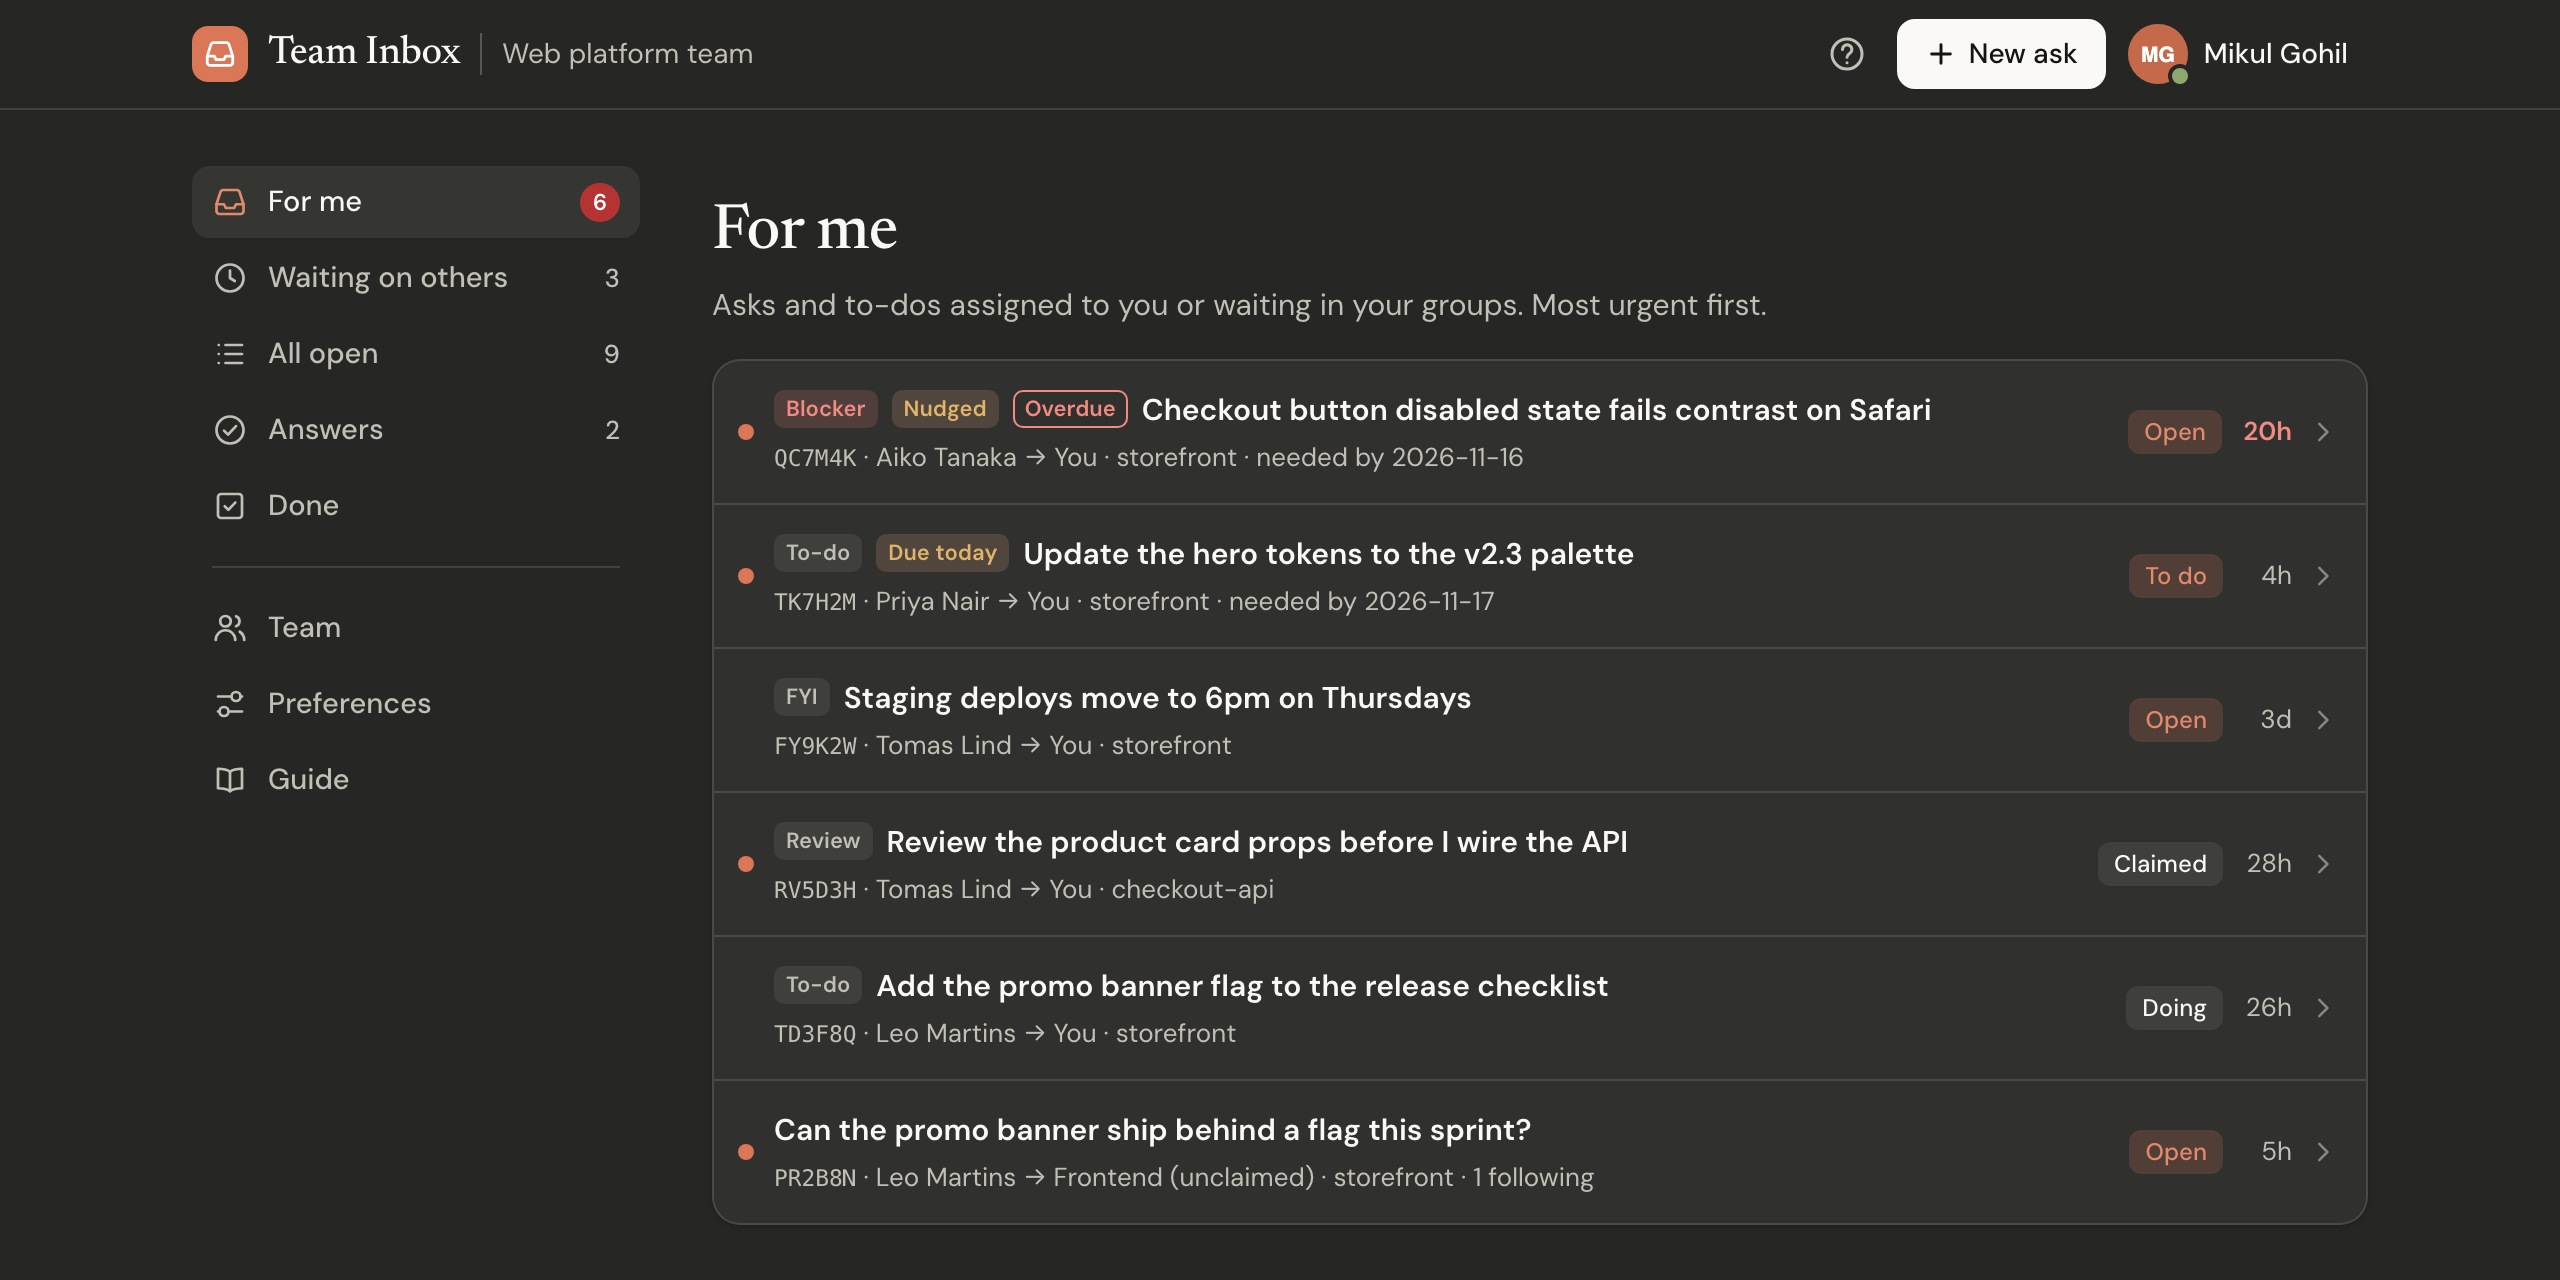 Team Inbox
Web platform team
New ask
MG
Mikul Gohil
For me
6
Waiting on others
3
All open
9
Answers
2
Done
Team
Preferences
Guide
For me
Asks and to-dos assigned to you or waiting in your groups. Most urgent first.
Blocker Nudged Overdue Checkout button disabled state fails contrast on Safari
QC7M4K · Aiko Tanaka → You · storefront · needed by 2026-11-16
Open 20h
To-do Due today Update the hero tokens to the v2.3 palette
TK7H2M · Priya Nair → You · storefront · needed by 2026-11-17
To do 4h
FYI Staging deploys move to 6pm on Thursdays
FY9K2W · Tomas Lind → You · storefront
Open 3d
Review Review the product card props before I wire the API
RV5D3H · Tomas Lind → You · checkout-api
Claimed 28h
To-do Add the promo banner flag to the release checklist
TD3F8Q · Leo Martins → You · storefront
Doing 26h
Can the promo banner ship behind a flag this sprint?
PR2B8N · Leo Martins → Frontend (unclaimed) · storefront · 1 following
Open 5h